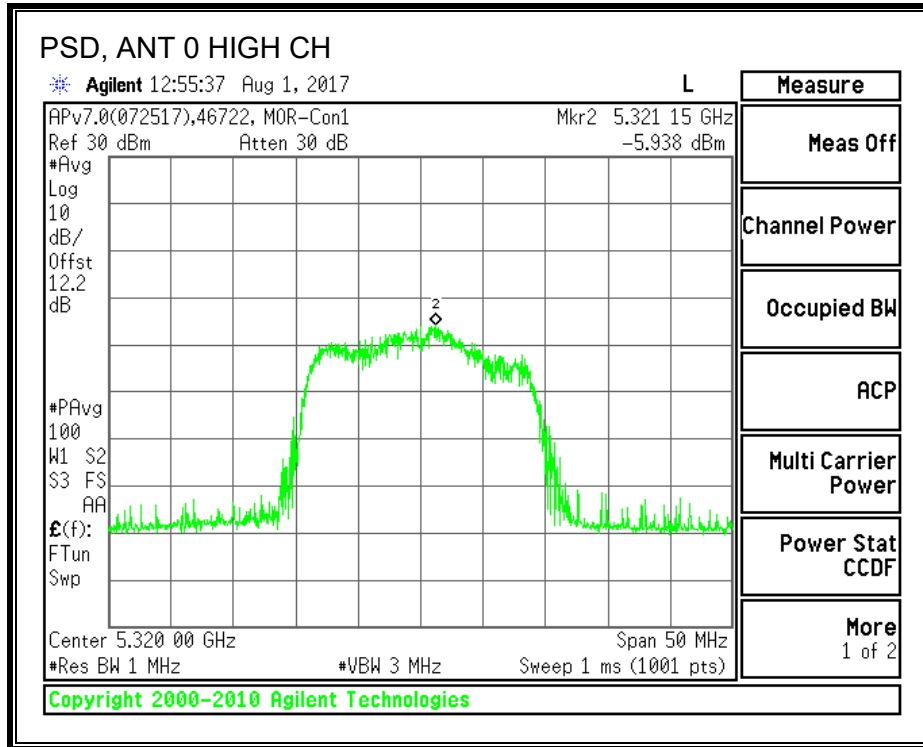 PSD, ANT 0 HIGH CH
Agilent 12:55:37 Aug 1, 2017 L
APv7.0(072517),46722, MOR-Con1 Mkr2 5.321 15 GHz
Ref 30 dBm Atten 30 dB -5.938 dBm
#Avg
Log
10
dB/
Offst
12.2
dB
2
#PAvg
100
W1 S2
S3 FS
AA
£(f):
FTun
Swp
Center 5.320 00 GHz Span 50 MHz
#Res BW 1 MHz #VBW 3 MHz Sweep 1 ms (1001 pts)
Copyright 2000-2010 Agilent Technologies
Measure
Meas Off
Channel Power
Occupied BW
ACP
Multi Carrier
Power
Power Stat
CCDF
More
1 of 2